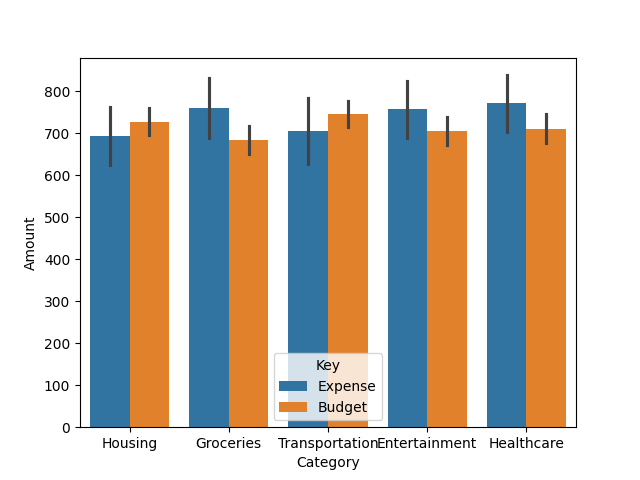 800
700
600
500
400
300
200
100
0
Amount
Key
Expense
Budget
Housing Groceries Transportation Entertainment Healthcare
Category